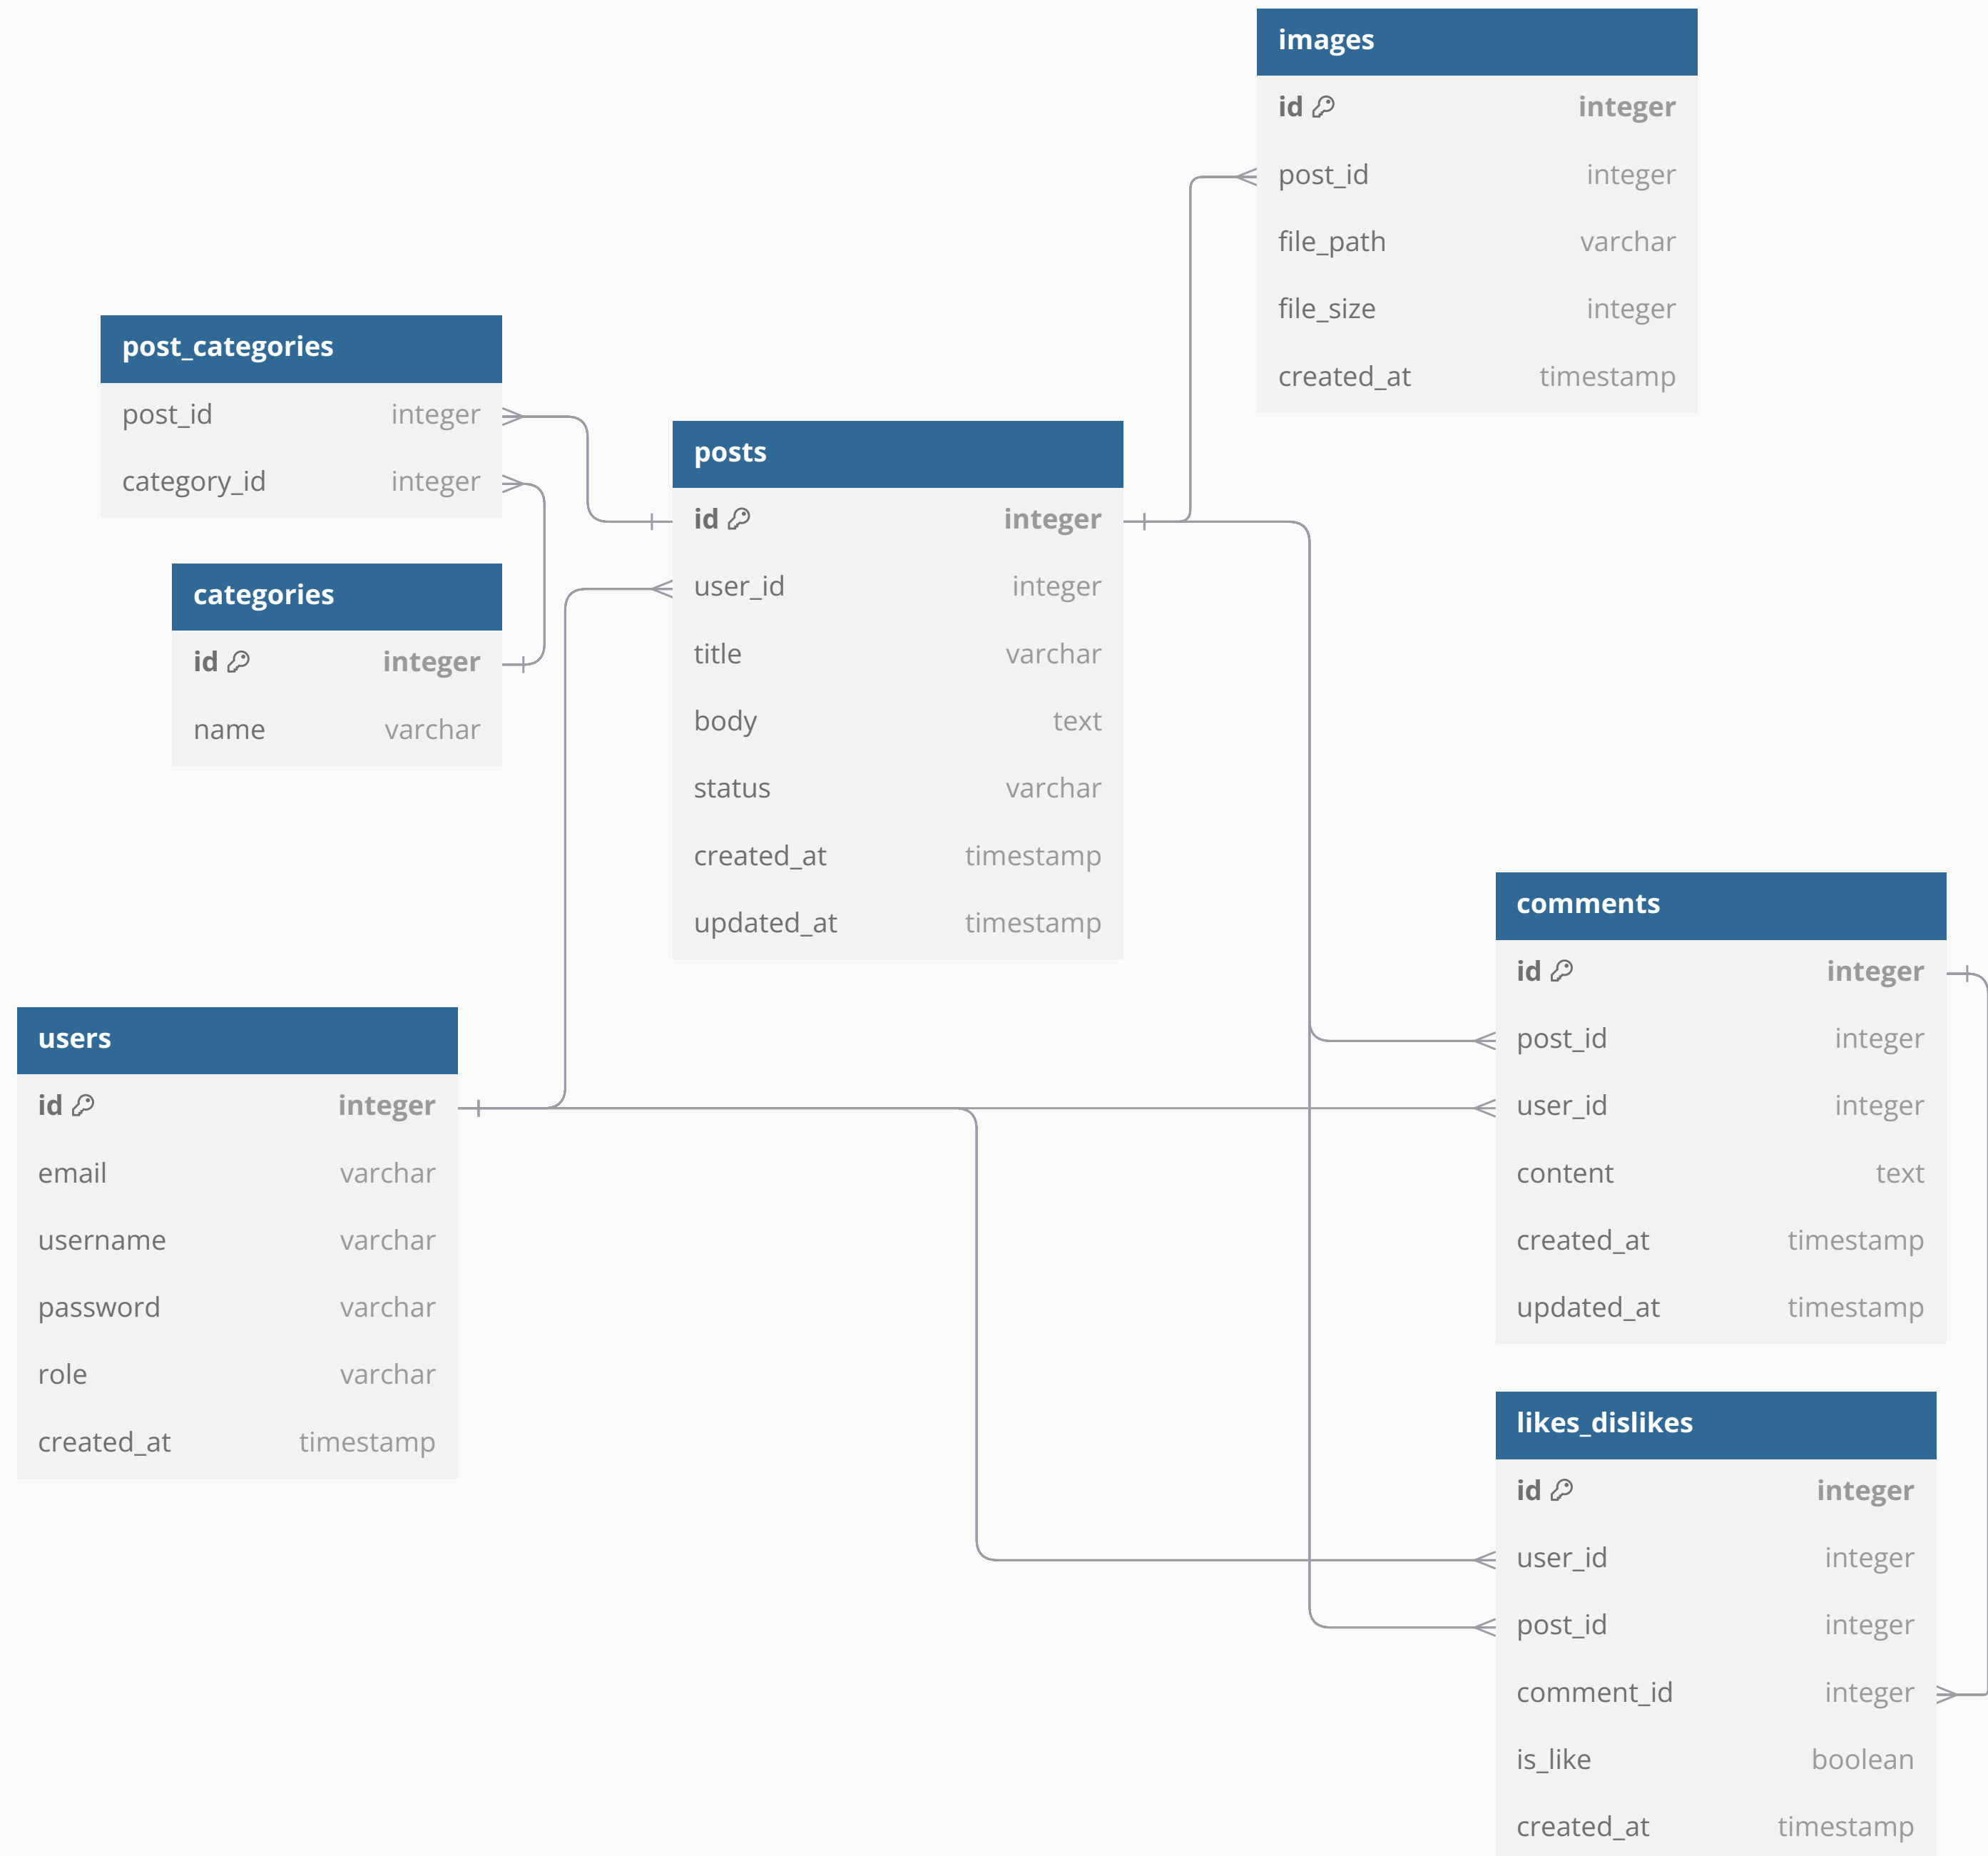 images
id integer
post_id integer
file_path varchar
file_size integer
created_at timestamp
post_categories
post_id integer
category_id integer
posts
id integer
user_id integer
title varchar
body text
status varchar
created_at timestamp
updated_at timestamp
categories
id integer
name varchar
comments
id integer
post_id integer
user_id integer
content text
created_at timestamp
updated_at timestamp
users
id integer
email varchar
username varchar
password varchar
role varchar
created_at timestamp
likes_dislikes
id integer
user_id integer
post_id integer
comment_id integer
is_like boolean
created_at timestamp